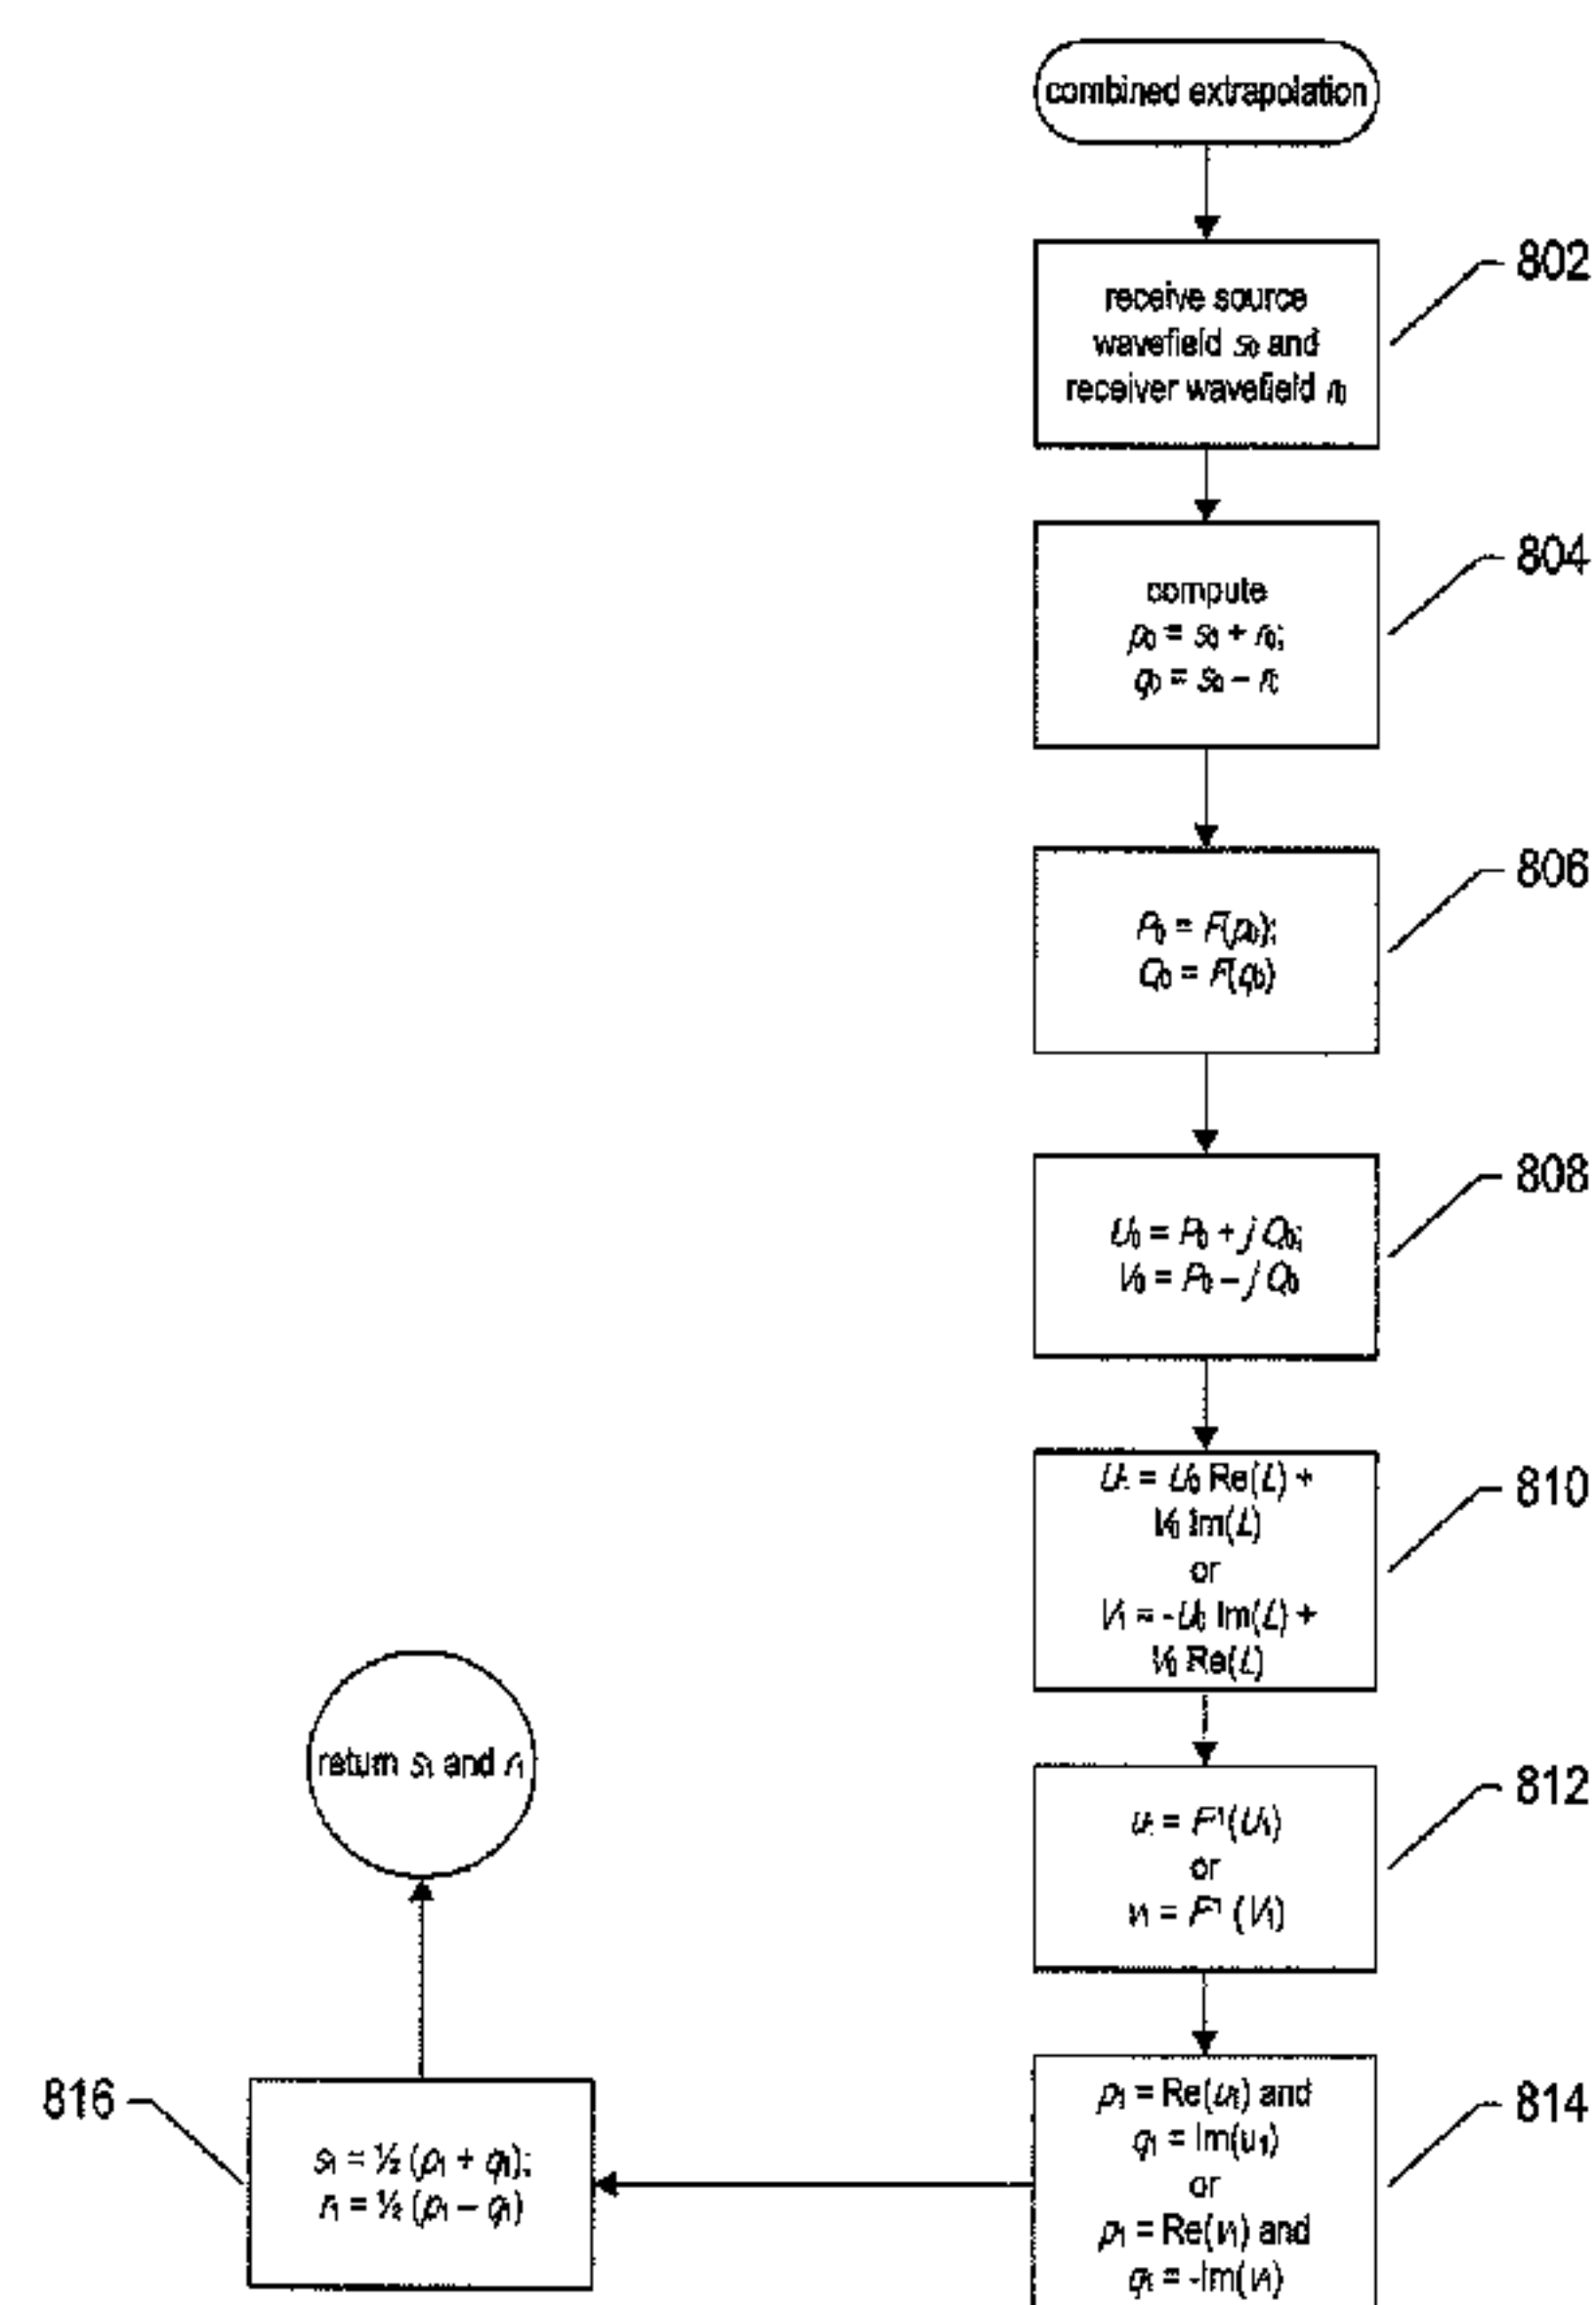 combined extrapolation
802
receive source
wavefield s₀ and
receiver wavefield r₀
804
compute
p₀ = s₀ + r₀;
q₀ = s₀ – r₀
806
P₀ = F(p₀);
Q₀ = F(q₀)
808
U₀ = P₀ + j Q₀;
V₀ = P₀ – j Q₀
810
U₁ = U₀ Re(L) +
V₀ Im(L)
or
V₁ = -U₀ Im(L) +
V₀ Re(L)
812
u₁ = F⁻¹(U₁)
or
v₁ = F⁻¹ (V₁)
814
p₁ = Re(u₁) and
q₁ = Im(u₁)
or
p₁ = Re(v₁) and
q₁ = -Im(v₁)
816
s₁ = ½ (p₁ + q₁);
r₁ = ½ (p₁ – q₁)
return s₁ and r₁